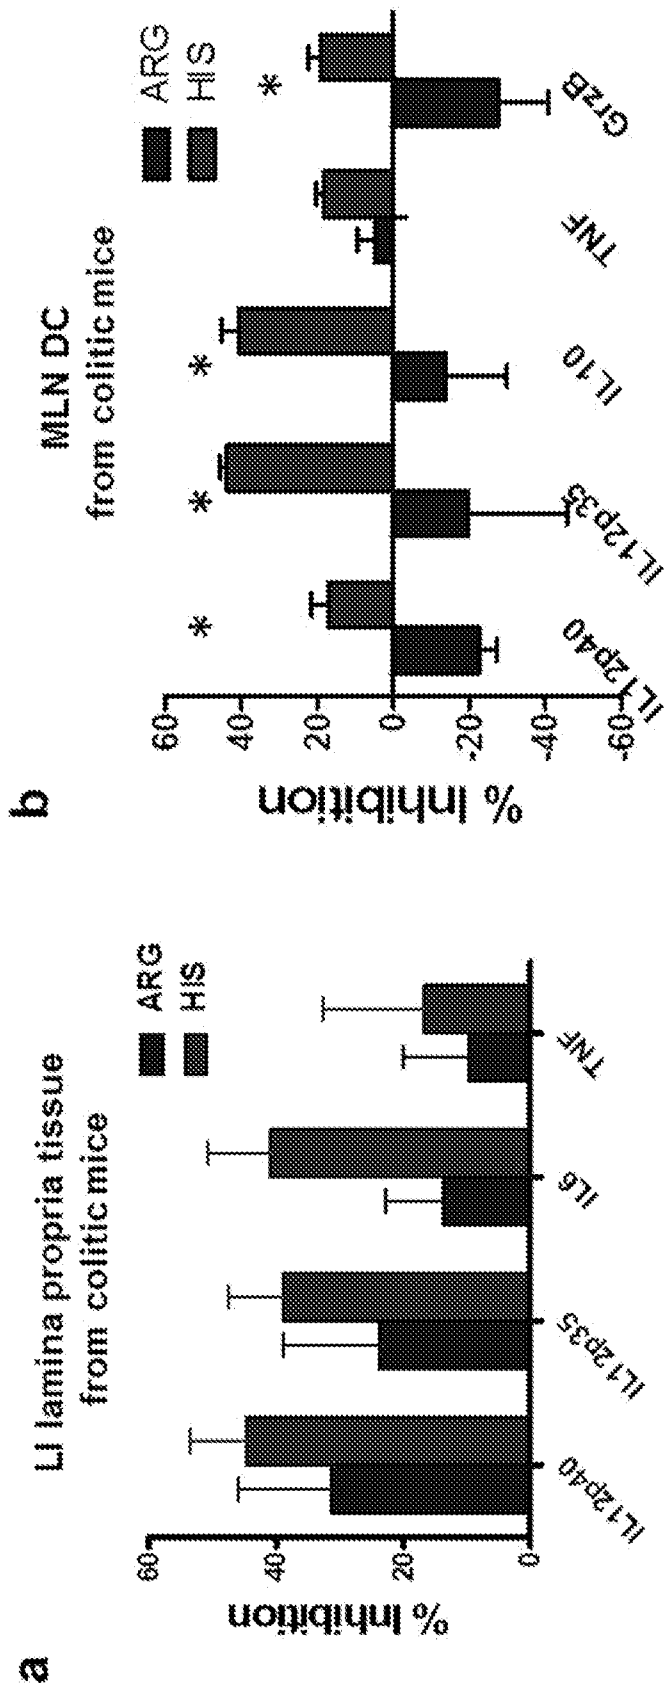 a
LI lamina propria tissue
from colitic mice
ARG
HIS
% Inhibition
60
40
20
0
IL12p40
IL12p35
IL6
TNF
b
MLN DC
from colitic mice
ARG
HIS
% Inhibition
60
40
20
0
-20
-40
-60
*
*
*
*
IL12p40
IL12p35
IL10
TNF
GrzB